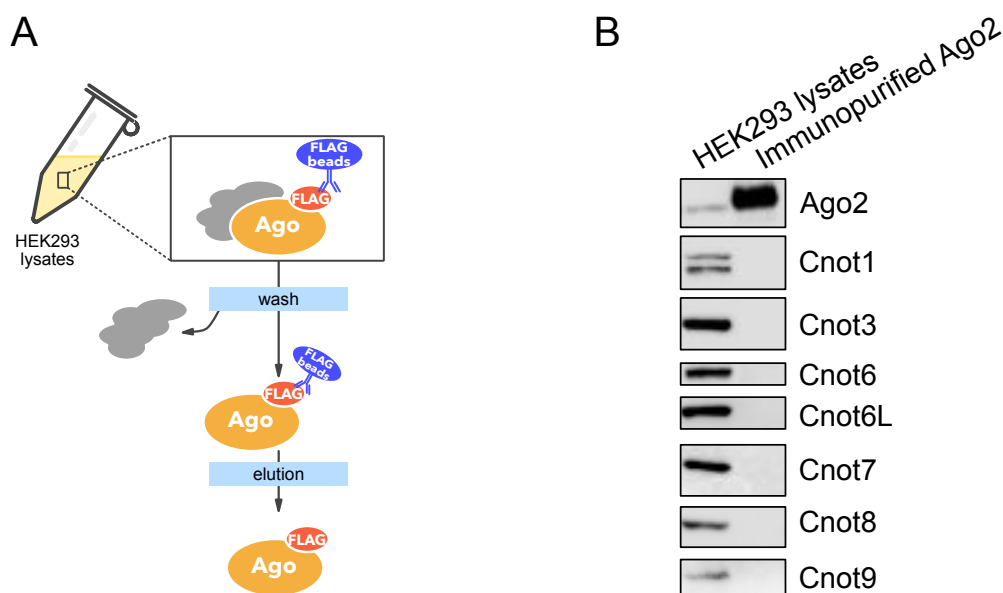 A
FLAG
beads
FLAG
Ago
HEK293
lysates
wash
FLAG
beads
FLAG
Ago
elution
FLAG
Ago
B
HEK293 lysates
Immunopurified Ago2
Ago2
Cnot1
Cnot3
Cnot6
Cnot6L
Cnot7
Cnot8
Cnot9